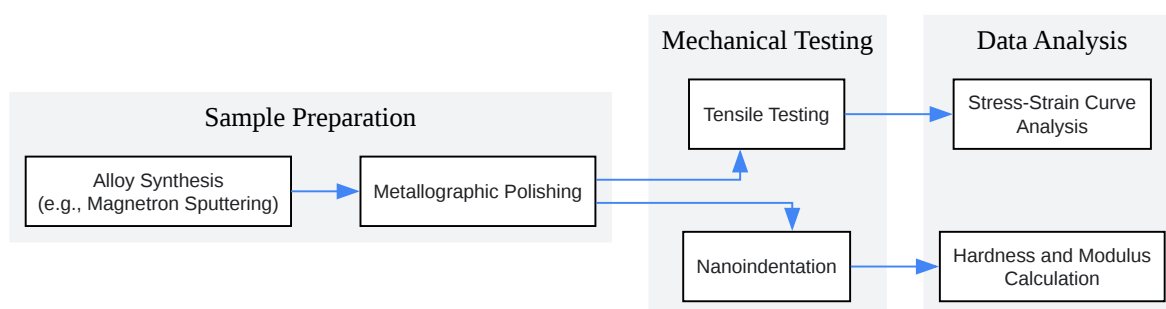 Sample Preparation
Alloy Synthesis
(e.g., Magnetron Sputtering)
Metallographic Polishing
Mechanical Testing
Tensile Testing
Nanoindentation
Data Analysis
Stress-Strain Curve
Analysis
Hardness and Modulus
Calculation